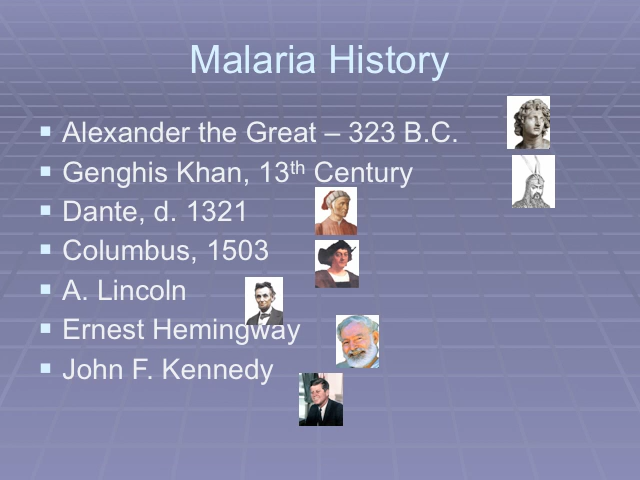 Malaria History
Alexander the Great – 323 B.C.
Genghis Khan, 13th Century
Dante, d. 1321
Columbus, 1503
A. Lincoln
Ernest Hemingway
John F. Kennedy